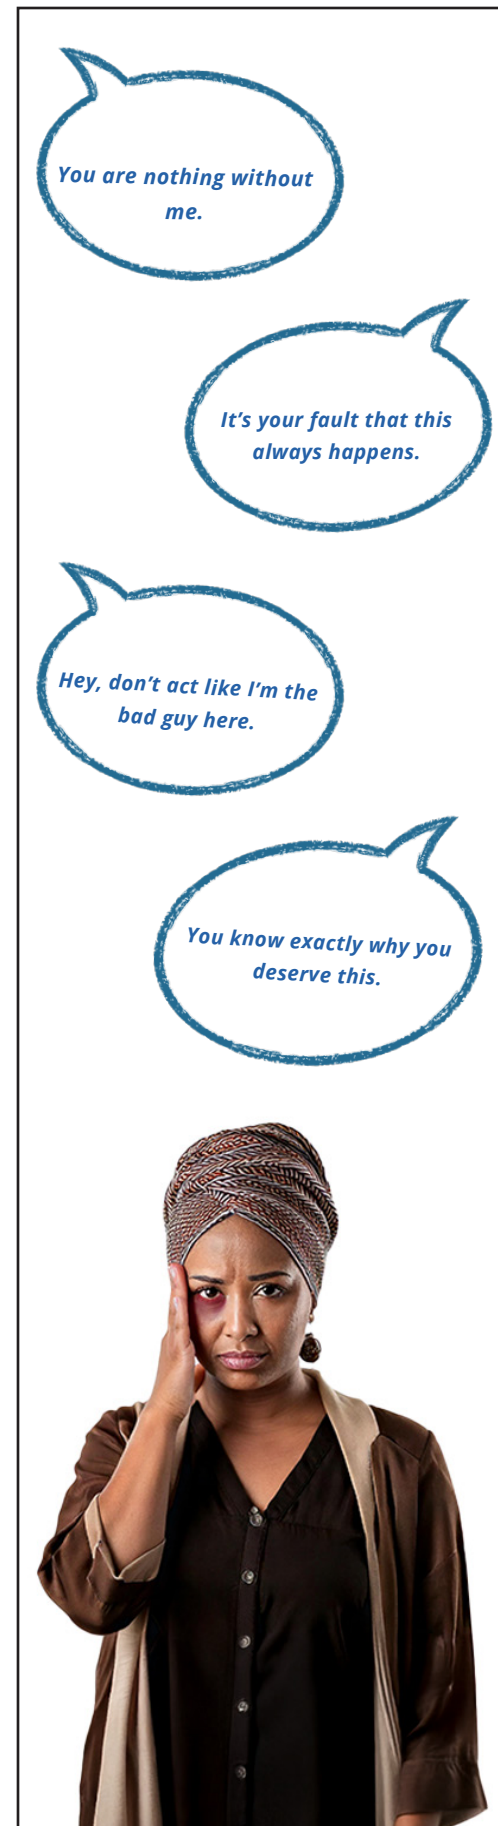 You are nothing without
me.
It’s your fault that this
always happens.
Hey, don’t act like I’m the
bad guy here.
You know exactly why you
deserve this.